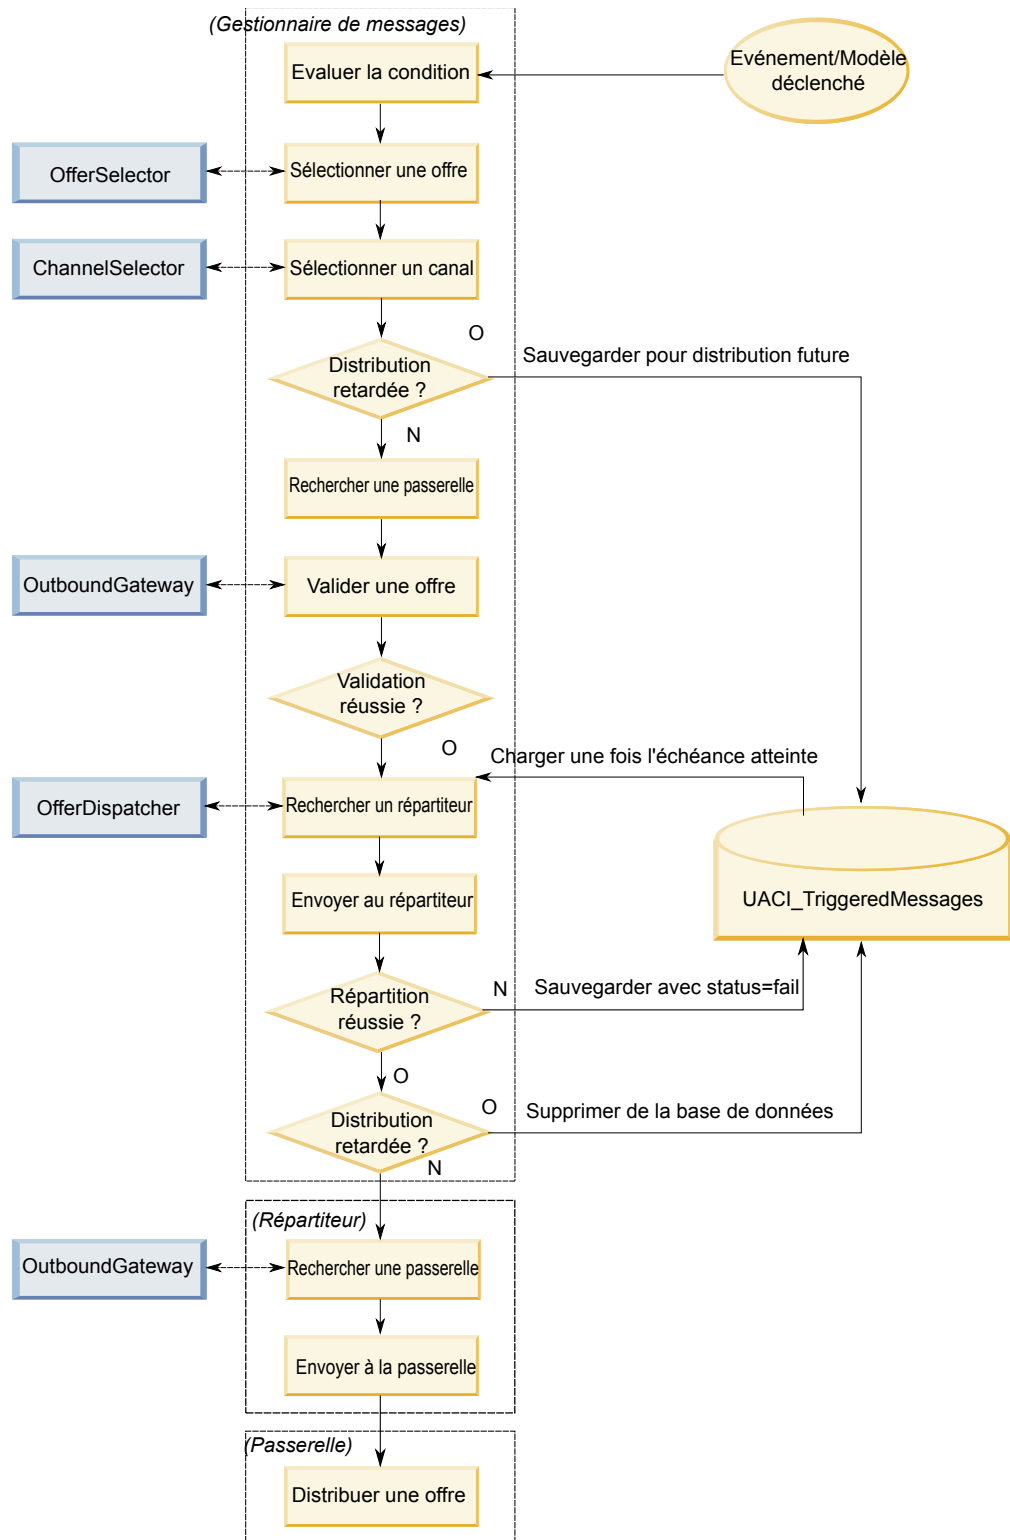 (Gestionnaire de messages)
Evaluer la condition
Evénement/Modèle
déclenché
OfferSelector
Sélectionner une offre
ChannelSelector
Sélectionner un canal
O
Distribution
retardée ?
Sauvegarder pour distribution future
N
Rechercher une passerelle
OutboundGateway
Valider une offre
Validation
réussie ?
O
Charger une fois l'échéance atteinte
OfferDispatcher
Rechercher un répartiteur
Envoyer au répartiteur
UACI_TriggeredMessages
Répartition
réussie ?
N
Sauvegarder avec status=fail
O
Distribution
retardée ?
O
Supprimer de la base de données
N
(Répartiteur)
OutboundGateway
Rechercher une passerelle
Envoyer à la passerelle
(Passerelle)
Distribuer une offre